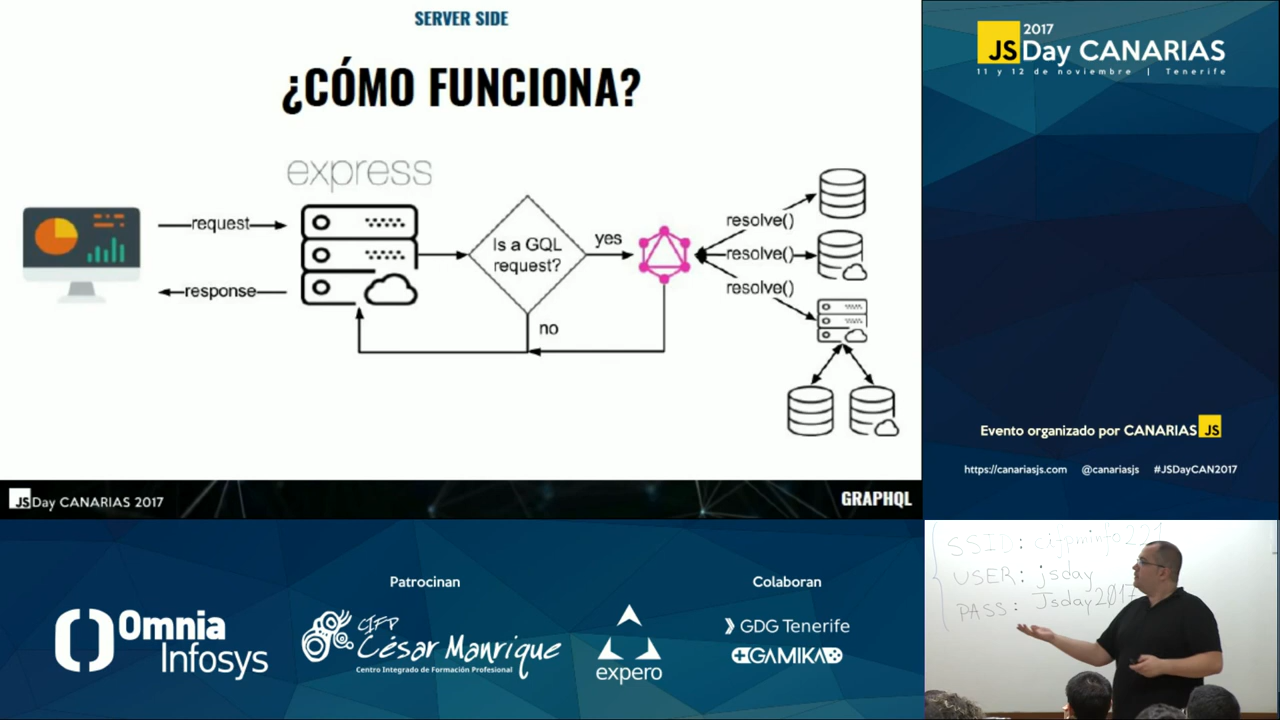 SERVER SIDE
¿CÓMO FUNCIONA?
express
request
response
Is a GQL
request?
yes
no
resolve()
resolve()
resolve()
JS Day CANARIAS 2017
GRAPHQL
2017
JS Day CANARIAS
11 y 12 de noviembre | Tenerife
Evento organizado por CANARIAS JS
https://canariasjs.com @canariasjs #JSDayCAN2017
Patrocinan
Omnia
Infosys
CIFP
César Manrique
Centro Integrado de Formación Profesional
expero
Colaboran
GDG Tenerife
GAMIKA
SSID: cifpminfo221
USER: jsday
PASS: Jsday2017